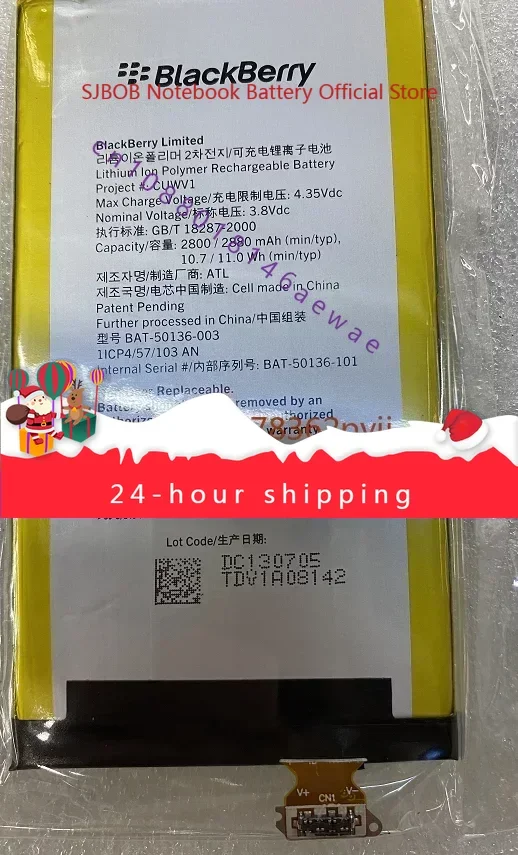 BlackBerry
SJBOB Notebook Battery Official Store
BlackBerry Limited
리튬이온폴리머 2차전지/可充电锂离子电池
Lithium Ion Polymer Rechargeable Battery
Project #: CUWV1
Max Charge Voltage/充电限制电压: 4.35Vdc
Nominal Voltage/标称电压: 3.8Vdc
执行标准: GB/T 18287-2000
Capacity/容量: 2800 / 2880 mAh (min/typ),
10.7 / 11.0 Wh (min/typ)
제조자명/制造厂商: ATL
제조국명/电芯中国制造: Cell made in China
Patent Pending
Further processed in China/中国组装
型号 BAT-50136-003
1ICP4/57/103 AN
Internal Serial #/内部序列号: BAT-50136-101
Replaceable.
removed by an
warranty
24-hour shipping
Lot Code/生产日期:
DC130705
TDV1A08142
V+ CN1 V-